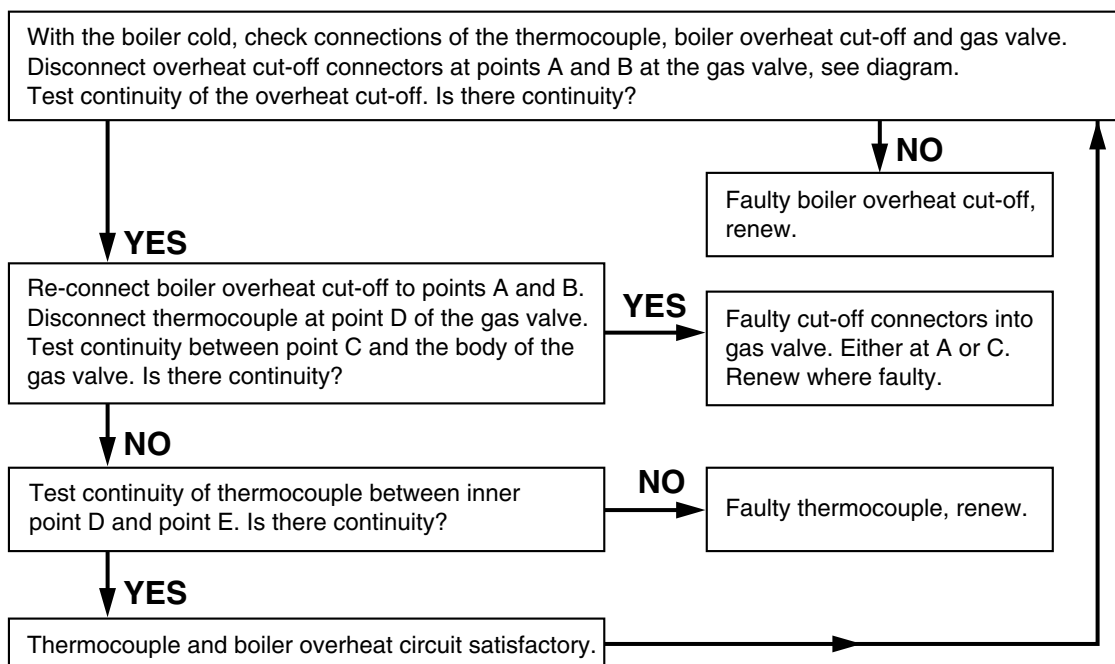 With the boiler cold, check connections of the thermocouple, boiler overheat cut-off and gas valve.
Disconnect overheat cut-off connectors at points A and B at the gas valve, see diagram.
Test continuity of the overheat cut-off. Is there continuity?
NO
Faulty boiler overheat cut-off,
renew.
YES
Re-connect boiler overheat cut-off to points A and B.
Disconnect thermocouple at point D of the gas valve.
Test continuity between point C and the body of the
gas valve. Is there continuity?
YES
Faulty cut-off connectors into
gas valve. Either at A or C.
Renew where faulty.
NO
Test continuity of thermocouple between inner
point D and point E. Is there continuity?
NO
Faulty thermocouple, renew.
YES
Thermocouple and boiler overheat circuit satisfactory.